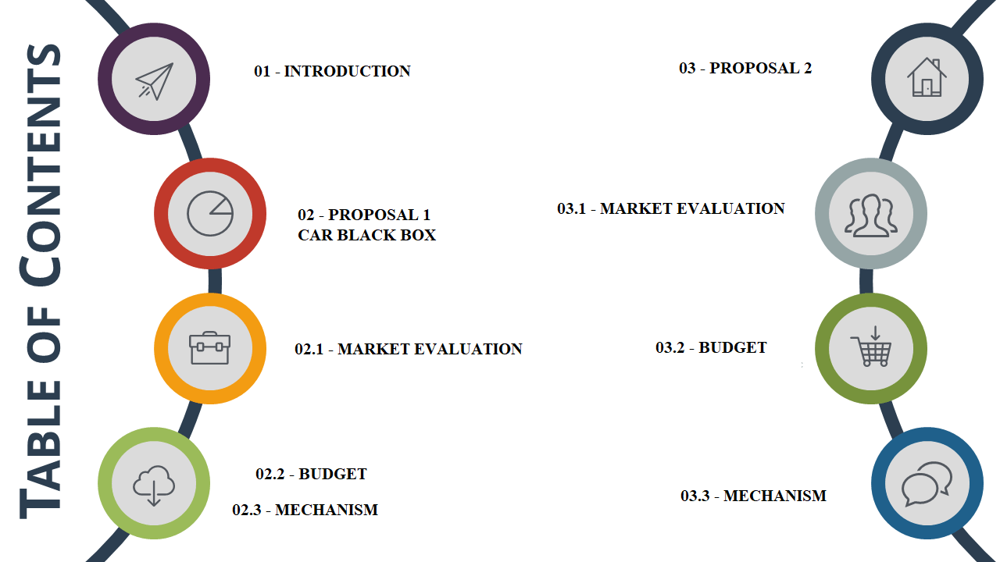 TABLE OF CONTENTS
01 - INTRODUCTION
02 - PROPOSAL 1
CAR BLACK BOX
02.1 - MARKET EVALUATION
02.2 - BUDGET
02.3 - MECHANISM
03 - PROPOSAL 2
03.1 - MARKET EVALUATION
03.2 - BUDGET
03.3 - MECHANISM